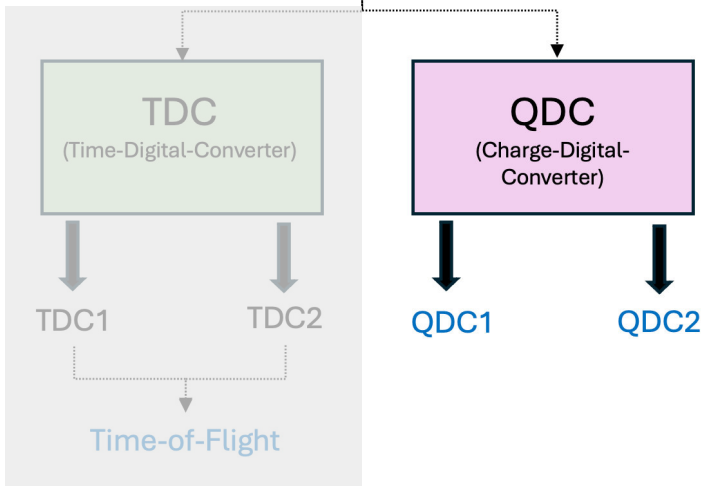 TDC
(Time-Digital-Converter)
QDC
(Charge-Digital-
Converter)
TDC1
TDC2
QDC1
QDC2
Time-of-Flight